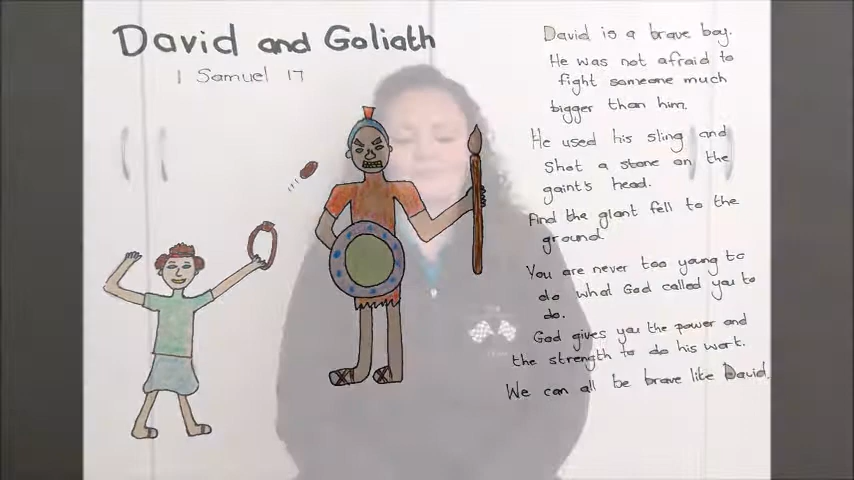 David and Goliath
1 Samuel 17
David is a brave boy.
He was not afraid to
fight someone much
bigger than him.
He used his sling and
Shot a stone on the
gaint's head.
And the giant fell to the
ground.
You are never too young to
do what God called you to
do.
God gives you the power and
the strength to do his work.
We can all be brave like David.